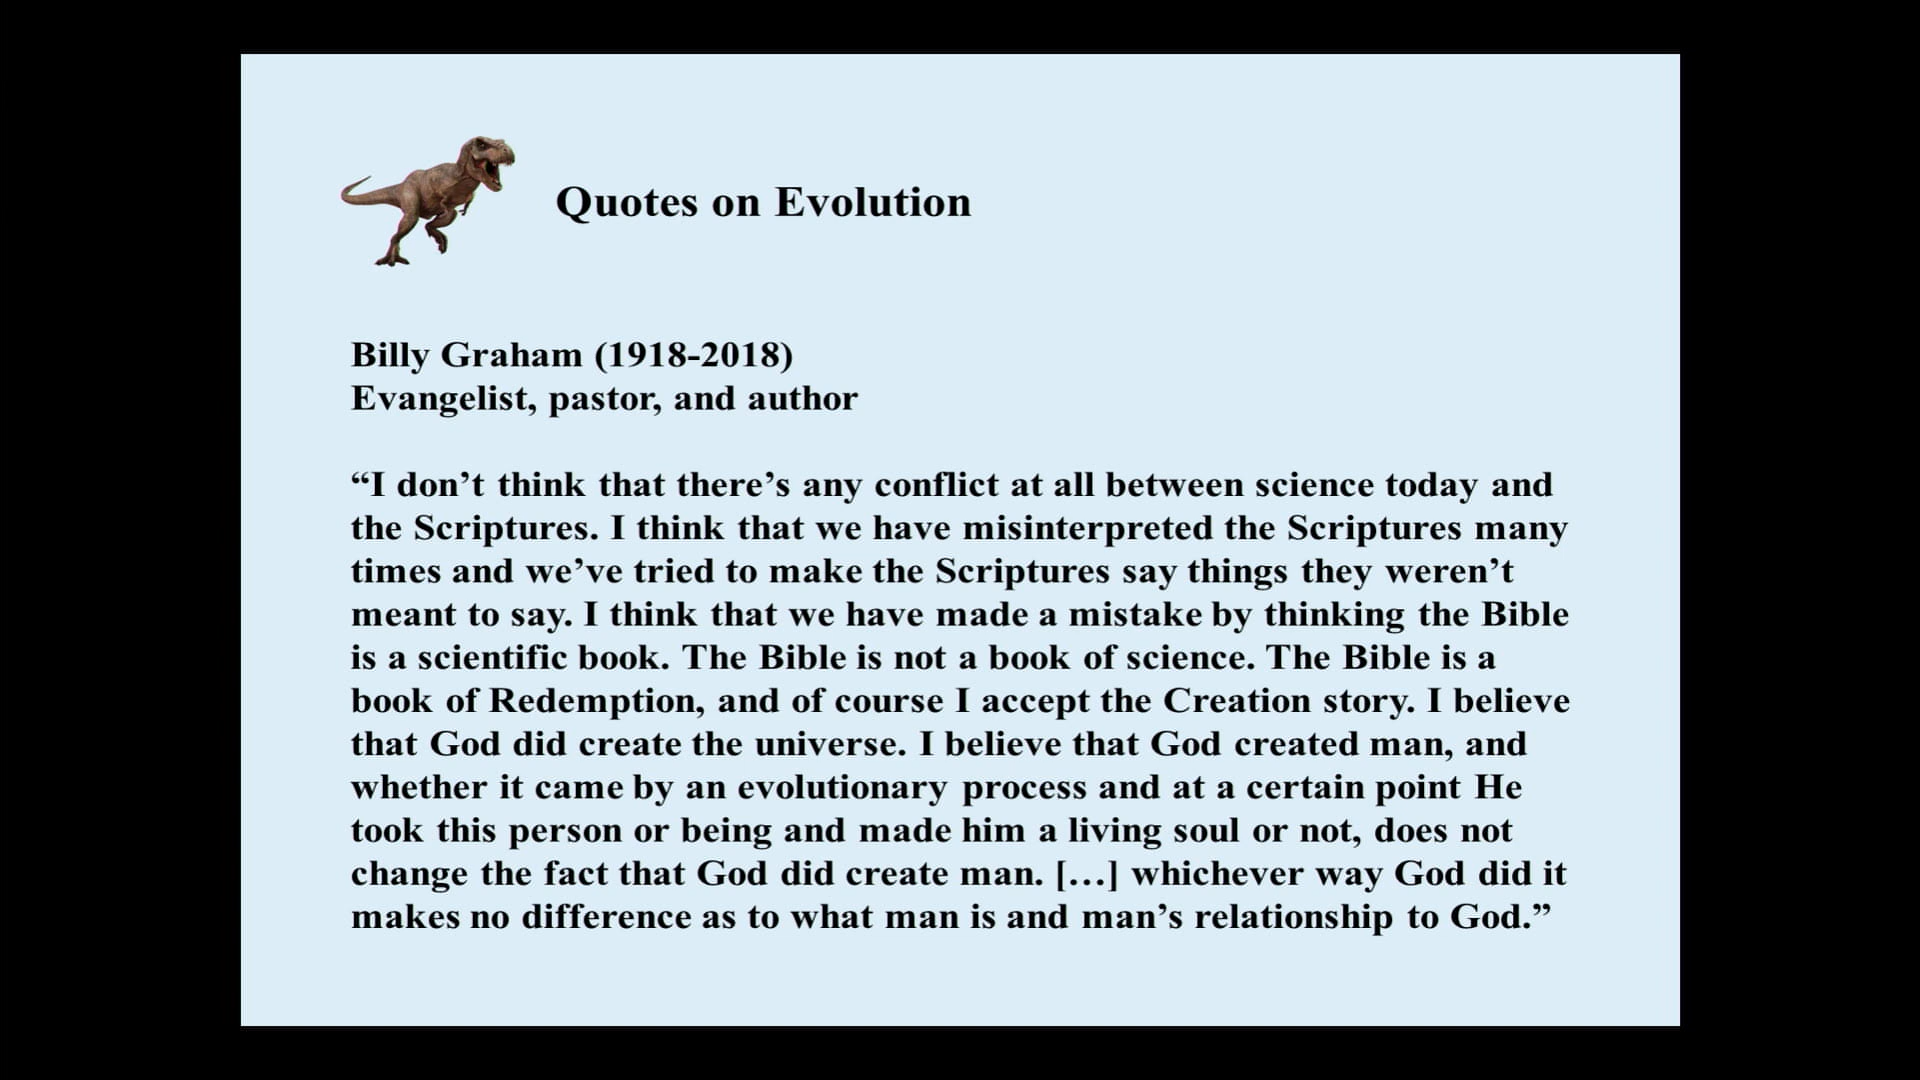 Quotes on Evolution
Billy Graham (1918-2018)
Evangelist, pastor, and author
“I don’t think that there’s any conflict at all between science today and
the Scriptures. I think that we have misinterpreted the Scriptures many
times and we’ve tried to make the Scriptures say things they weren’t
meant to say. I think that we have made a mistake by thinking the Bible
is a scientific book. The Bible is not a book of science. The Bible is a
book of Redemption, and of course I accept the Creation story. I believe
that God did create the universe. I believe that God created man, and
whether it came by an evolutionary process and at a certain point He
took this person or being and made him a living soul or not, does not
change the fact that God did create man. […] whichever way God did it
makes no difference as to what man is and man’s relationship to God.”